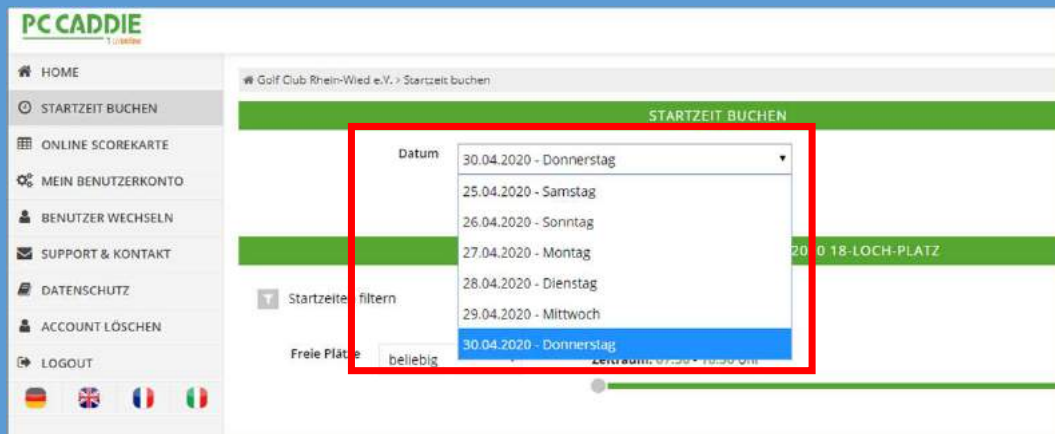 PC CADDIE
HOME
STARTZEIT BUCHEN
ONLINE SCOREKARTE
MEIN BENUTZERKONTO
BENUTZER WECHSELN
SUPPORT & KONTAKT
DATENSCHUTZ
ACCOUNT LÖSCHEN
LOGOUT
Golf Club Rhein-Wied e.V. > Startzeit buchen
STARTZEIT BUCHEN
Datum 30.04.2020 - Donnerstag
25.04.2020 - Samstag
26.04.2020 - Sonntag
27.04.2020 - Montag
28.04.2020 - Dienstag
29.04.2020 - Mittwoch
30.04.2020 - Donnerstag
18-LOCH-PLATZ
Startzeiten filtern
Freie Plätze beliebig
Zeitraum: